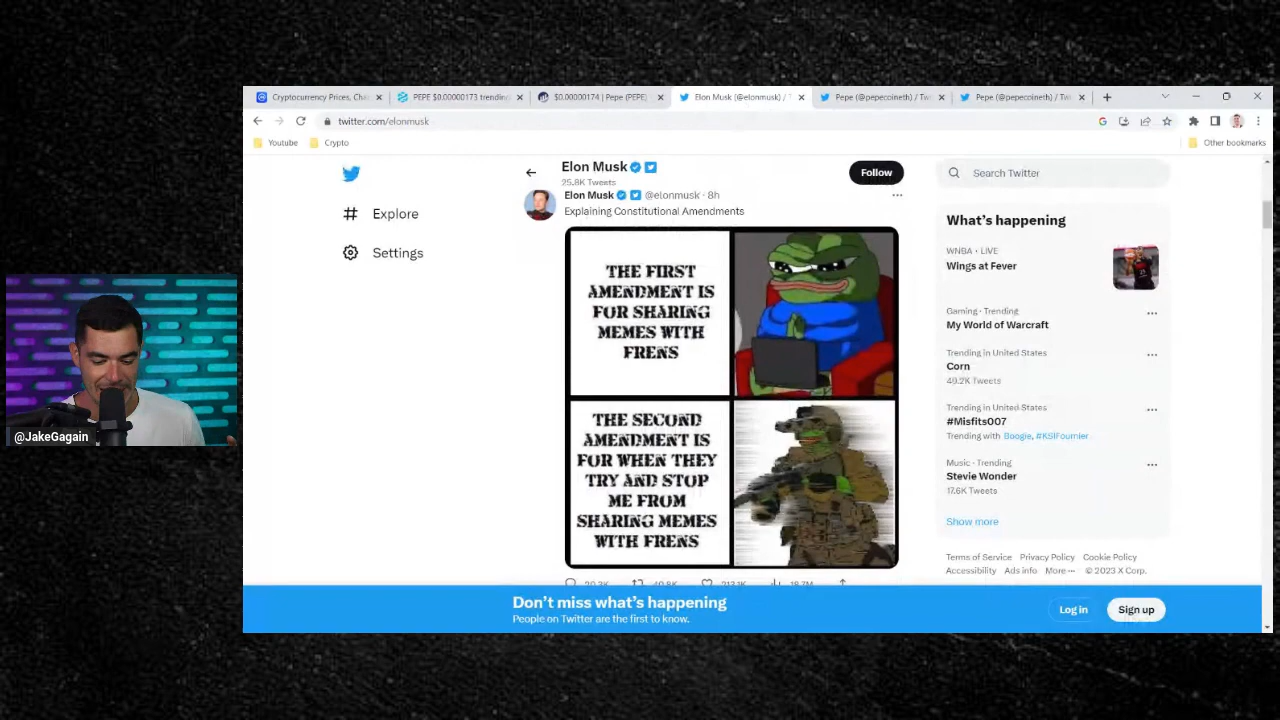 Cryptocurrency Prices, Cha
PEPE $0.00000173 trending
$0.00000174 | Pepe (PEPE)
Elon Musk (@elonmusk) / T
Pepe (@pepecoineth) / Tw
Pepe (@pepecoineth) / Tw
twitter.com/elonmusk
Youtube
Crypto
Other bookmarks
Explore
Settings
Elon Musk
25.8K Tweets
Follow
Elon Musk @elonmusk · 8h
Explaining Constitutional Amendments
THE FIRST
AMENDMENT IS
FOR SHARING
MEMES WITH
FRENS
THE SECOND
AMENDMENT IS
FOR WHEN THEY
TRY AND STOP
ME FROM
SHARING MEMES
WITH FRENS
Search Twitter
What's happening
WNBA · LIVE
Wings at Fever
Gaming · Trending
My World of Warcraft
Trending in United States
Corn
49.2K Tweets
Trending in United States
#Misfits007
Trending with Boogie, #KSIFournier
Music · Trending
Stevie Wonder
17.6K Tweets
Show more
Terms of Service Privacy Policy Cookie Policy
Accessibility Ads info More ··· © 2023 X Corp.
Don't miss what's happening
People on Twitter are the first to know.
Log in
Sign up
@JakeGagain